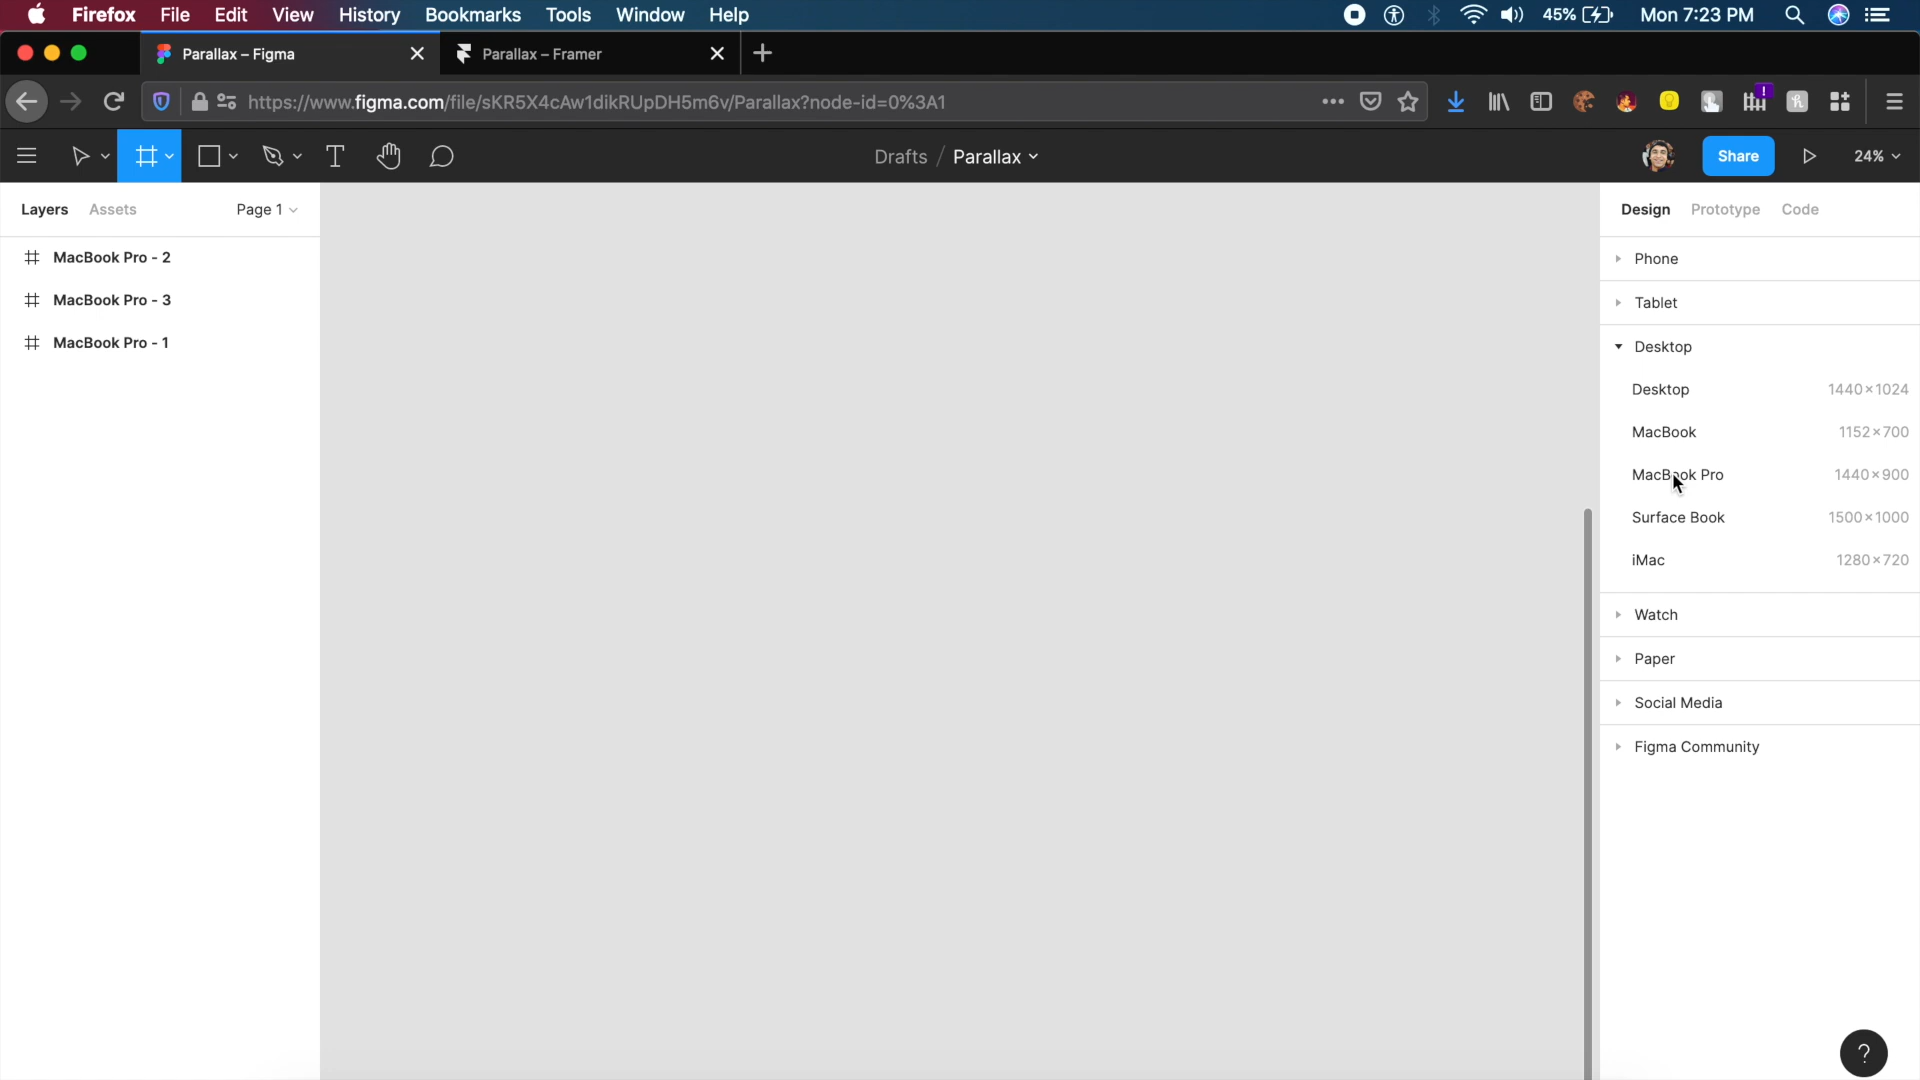 Firefox File Edit View History Bookmarks Tools Window Help 45% Mon 7:23 PM
Parallax – Figma Parallax – Framer
https://www.figma.com/file/sKR5X4cAw1dikRUpDH5m6v/Parallax?node-id=0%3A1
Drafts / Parallax Share 24%
Layers Assets Page 1
MacBook Pro - 2
MacBook Pro - 3
MacBook Pro - 1
Design Prototype Code
Phone
Tablet
Desktop
Desktop 1440×1024
MacBook 1152×700
MacBook Pro 1440×900
Surface Book 1500×1000
iMac 1280×720
Watch
Paper
Social Media
Figma Community
?